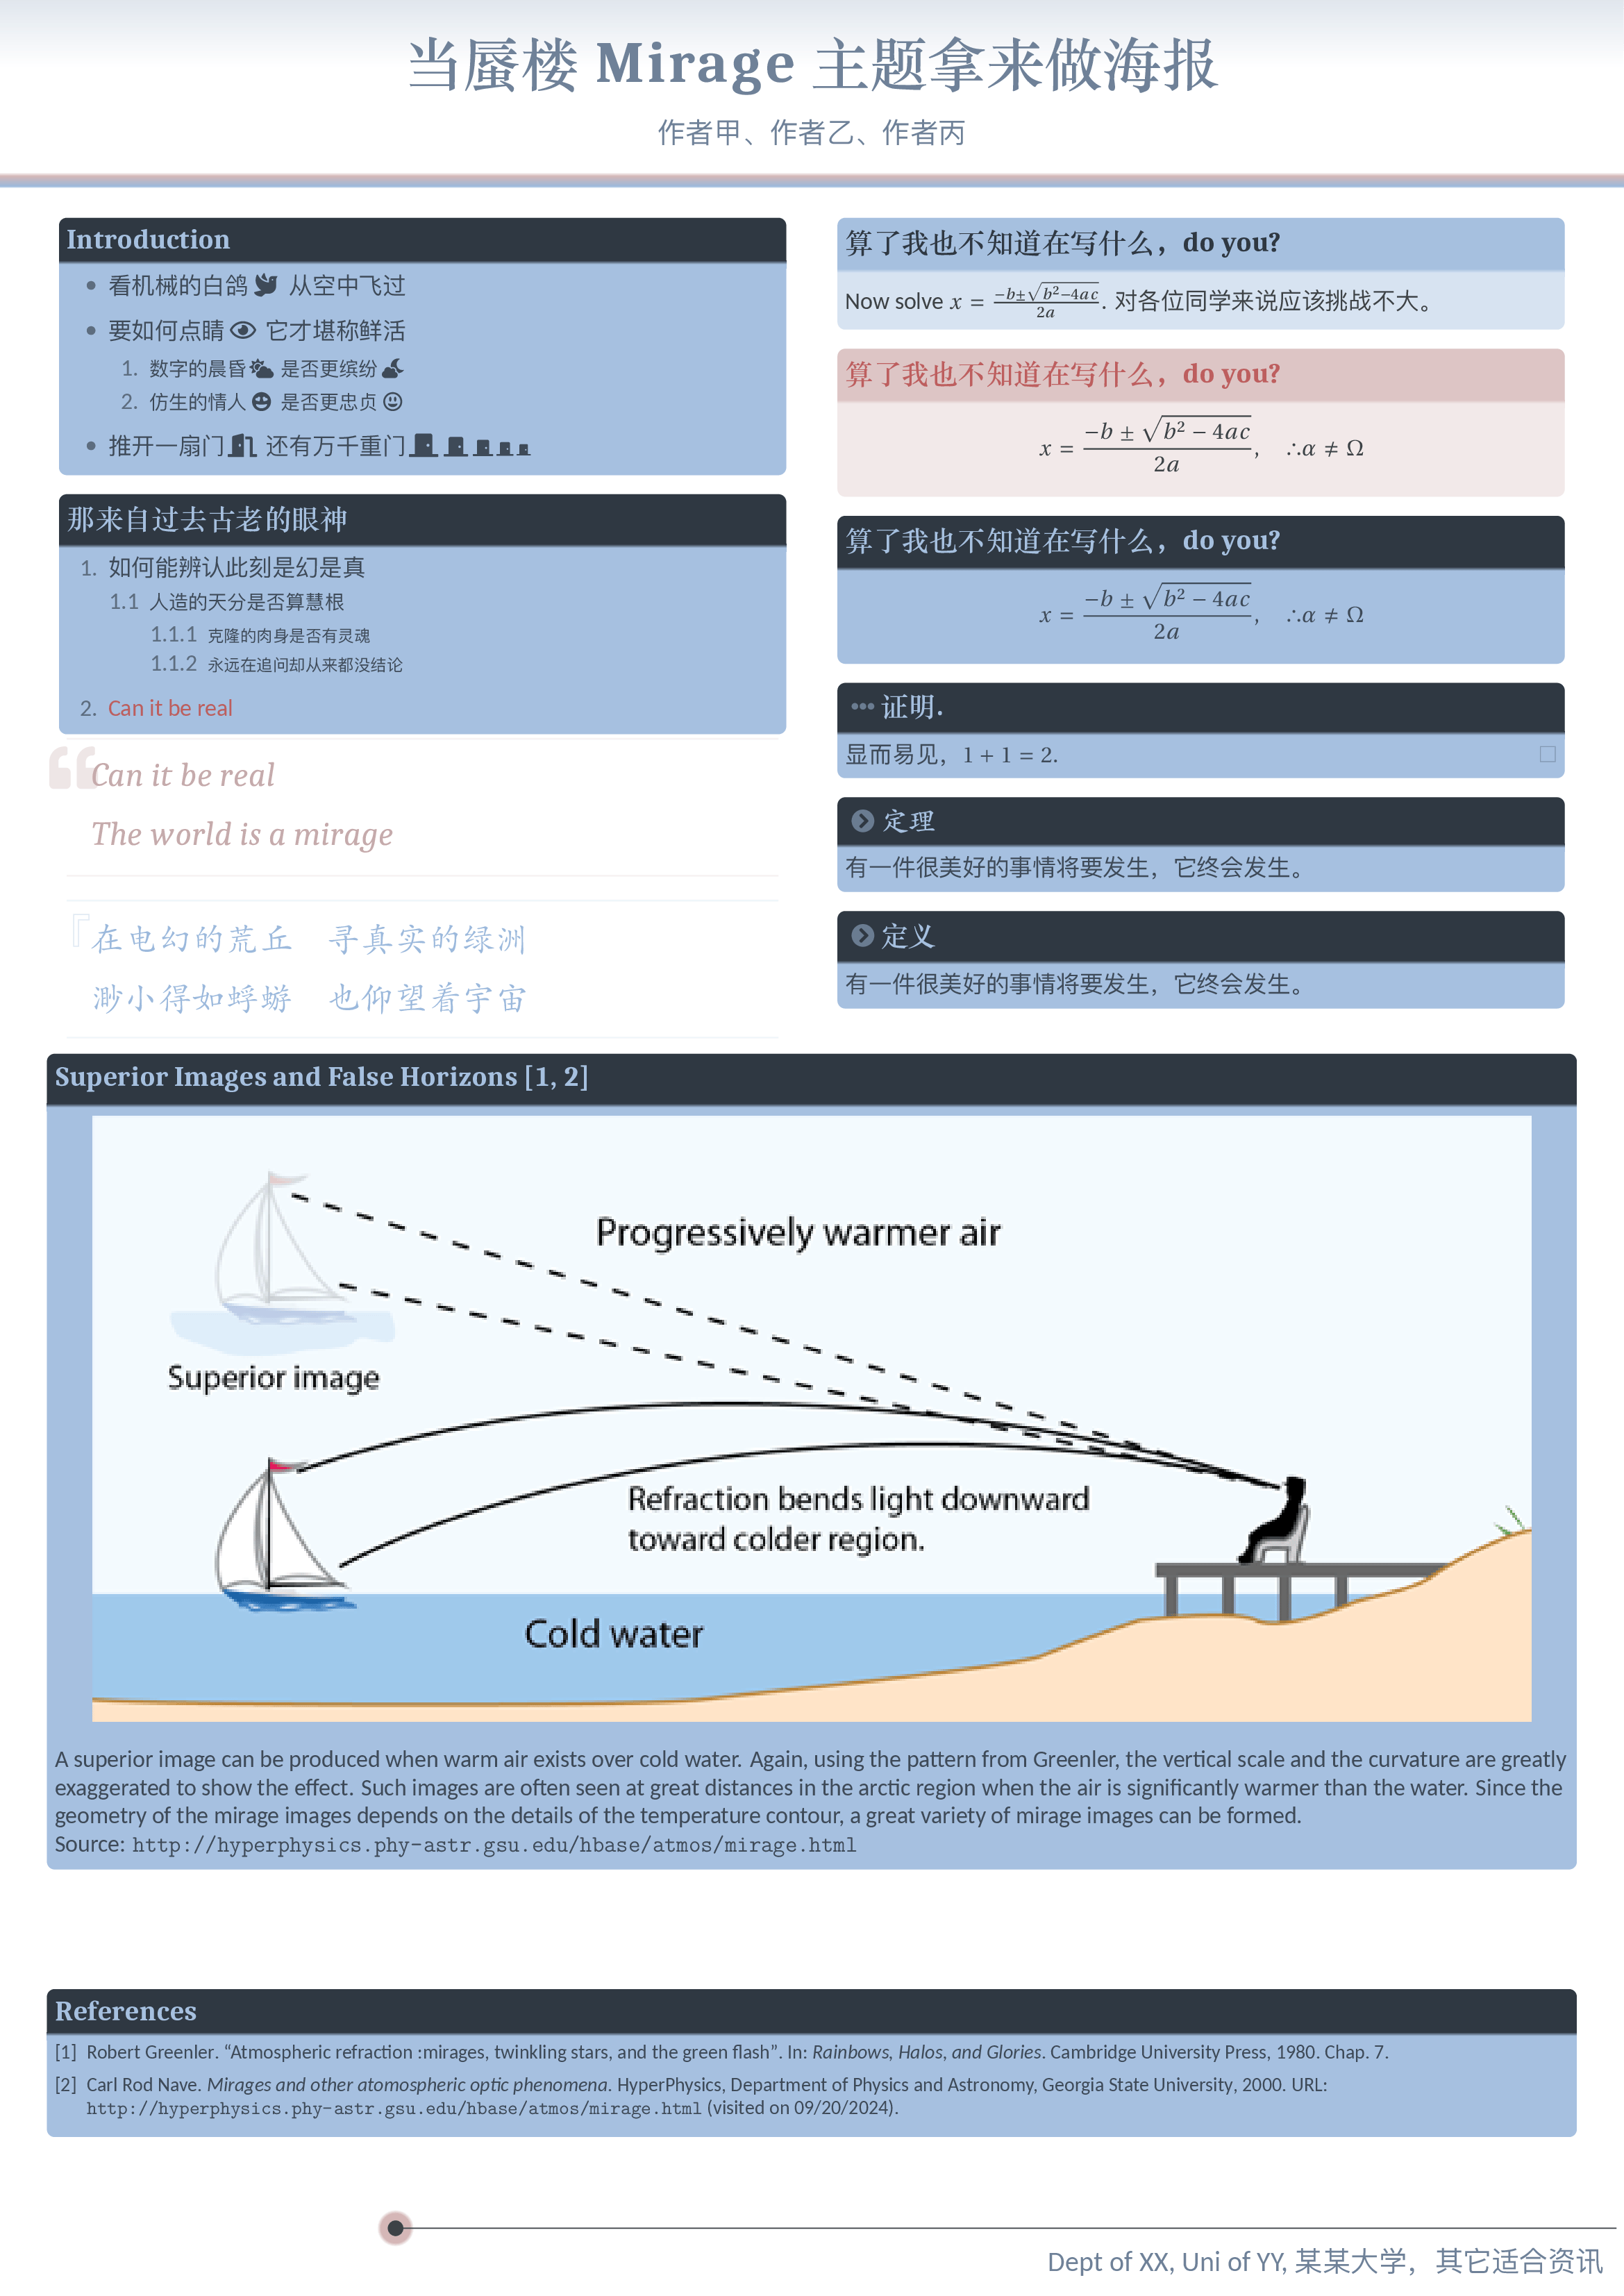 当蜃楼 Mirage 主题拿来做海报
作者甲、作者乙、作者丙
Introduction
• 看机械的白鸽 从空中飞过
• 要如何点睛 它才堪称鲜活
1. 数字的晨昏 是否更缤纷
2. 仿生的情人 是否更忠贞
• 推开一扇门 还有万千重门
那来自过去古老的眼神
1. 如何能辨认此刻是幻是真
1.1 人造的天分是否算慧根
1.1.1 克隆的肉身是否有灵魂
1.1.2 永远在追问却从来都没结论
2. Can it be real
“Can it be real
The world is a mirage
『在电幻的荒丘 寻真实的绿洲
渺小得如蜉蝣 也仰望着宇宙
算了我也不知道在写什么，do you?
Now solve x = \frac{-b±\sqrt{b^2-4ac}}{2a}. 对各位同学来说应该挑战不大。
算了我也不知道在写什么，do you?
x = \frac{-b ± \sqrt{b^2 - 4ac}}{2a}, ∴α ≠ Ω
算了我也不知道在写什么，do you?
x = \frac{-b ± \sqrt{b^2 - 4ac}}{2a}, ∴α ≠ Ω
证明.
显而易见，1 + 1 = 2. □
定理
有一件很美好的事情将要发生，它终会发生。
定义
有一件很美好的事情将要发生，它终会发生。
Superior Images and False Horizons [1, 2]
Progressively warmer air
Superior image
Refraction bends light downward
toward colder region.
Cold water
A superior image can be produced when warm air exists over cold water. Again, using the pattern from Greenler, the vertical scale and the curvature are greatly
exaggerated to show the effect. Such images are often seen at great distances in the arctic region when the air is significantly warmer than the water. Since the
geometry of the mirage images depends on the details of the temperature contour, a great variety of mirage images can be formed.
Source: http://hyperphysics.phy-astr.gsu.edu/hbase/atmos/mirage.html
References
[1] Robert Greenler. “Atmospheric refraction :mirages, twinkling stars, and the green flash”. In: Rainbows, Halos, and Glories. Cambridge University Press, 1980. Chap. 7.
[2] Carl Rod Nave. Mirages and other atomospheric optic phenomena. HyperPhysics, Department of Physics and Astronomy, Georgia State University, 2000. URL:
http://hyperphysics.phy-astr.gsu.edu/hbase/atmos/mirage.html (visited on 09/20/2024).
Dept of XX, Uni of YY, 某某大学，其它适合资讯